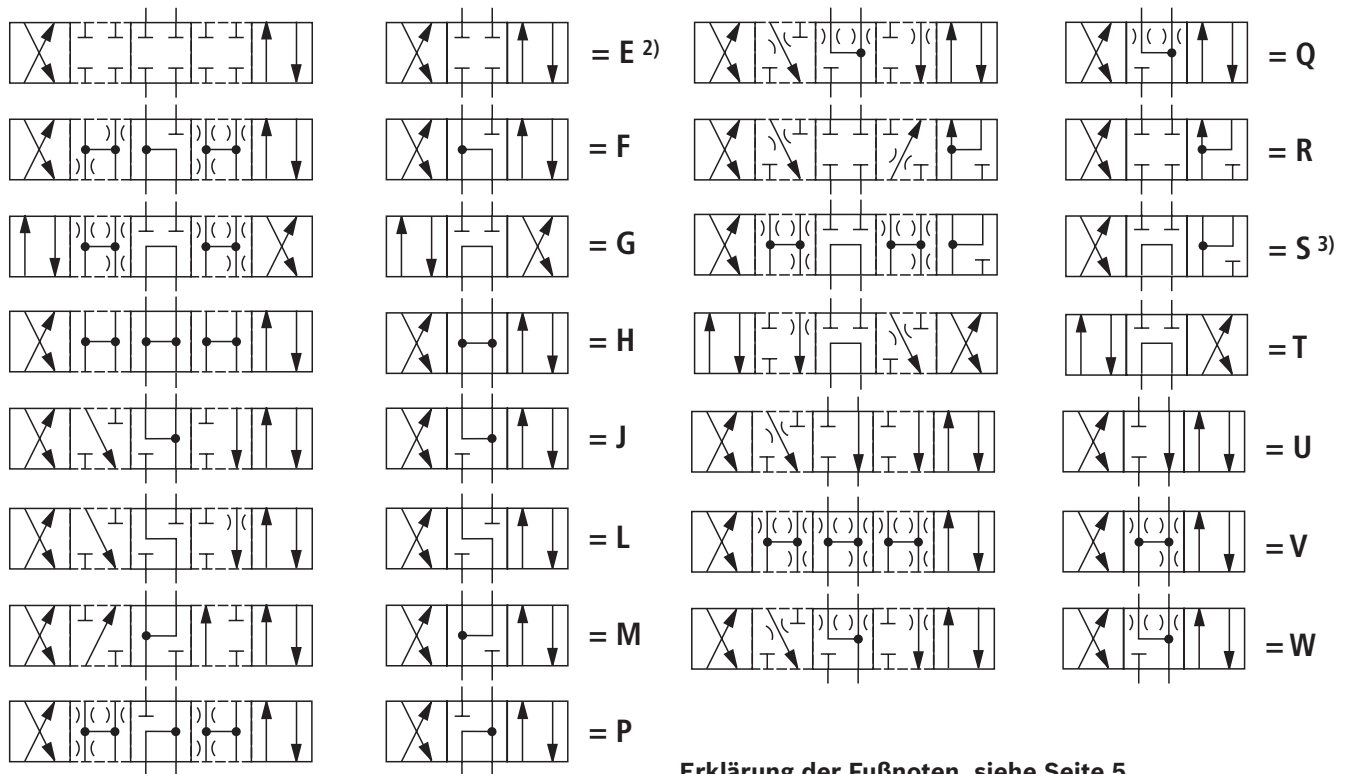 = E 2)
= F
= G
= H
= J
= L
= M
= P
= Q
= R
= S 3)
= T
= U
= V
= W
Erklärung der Fußnoten, siehe Seite 5